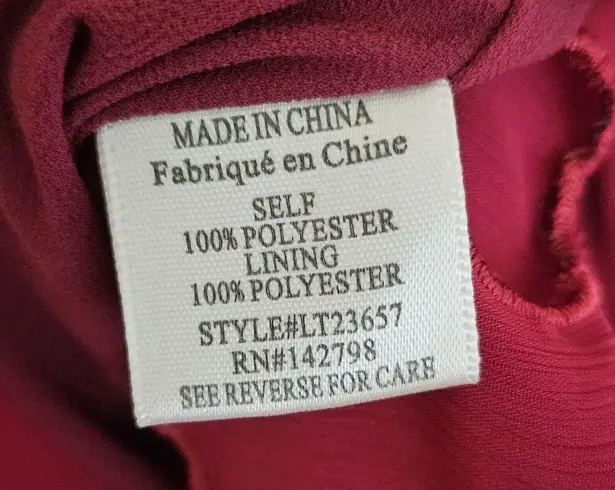 MADE IN CHINA
Fabriqué en Chine
SELF
100% POLYESTER
LINING
100% POLYESTER
STYLE#LT23657
RN#142798
SEE REVERSE FOR CARE